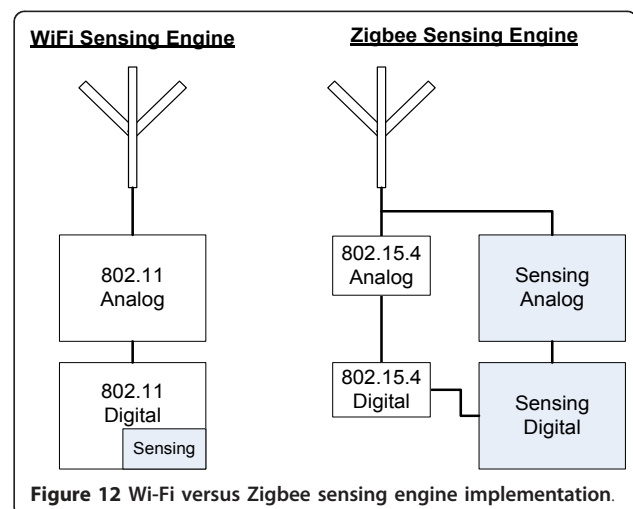 WiFi Sensing Engine
Zigbee Sensing Engine
802.11
Analog
802.11
Digital
Sensing
802.15.4
Analog
802.15.4
Digital
Sensing
Analog
Sensing
Digital
Figure 12 Wi-Fi versus Zigbee sensing engine implementation.